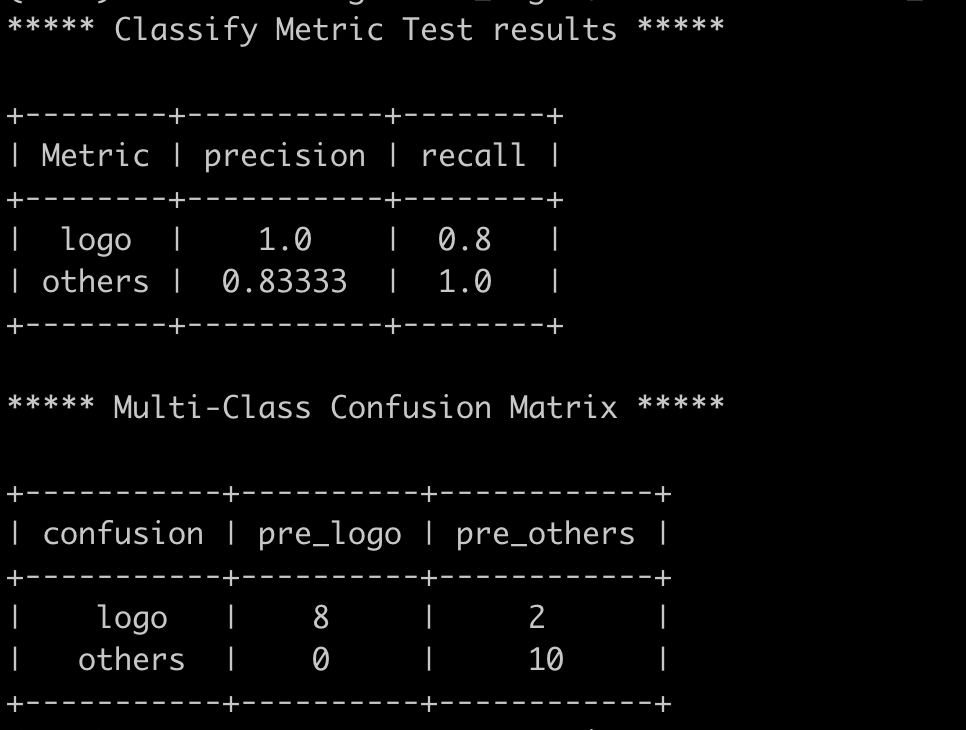 ***** Classify Metric Test results *****
+--------+-----------+--------+
| Metric | precision | recall |
+--------+-----------+--------+
|  logo  |    1.0    |  0.8   |
| others |  0.83333  |  1.0   |
+--------+-----------+--------+
***** Multi-Class Confusion Matrix *****
+-----------+----------+------------+
| confusion | pre_logo | pre_others |
+-----------+----------+------------+
|    logo   |    8     |     2      |
|   others  |    0     |     10     |
+-----------+----------+------------+